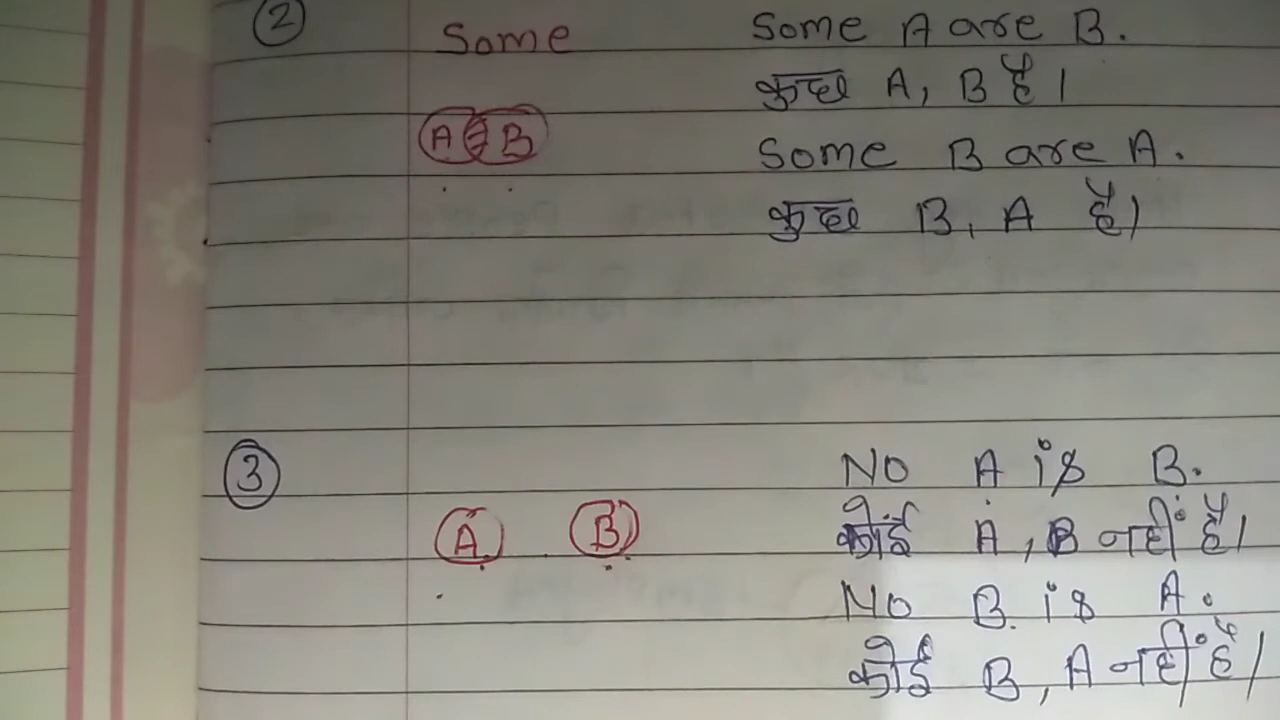 ② Some Some A are B.
कुछ A, B है।
A B Some B are A.
कुछ B, A है।
③ No A is B.
A B कोई A, B नहीं है।
No B is A.
कोई B, A नहीं है।